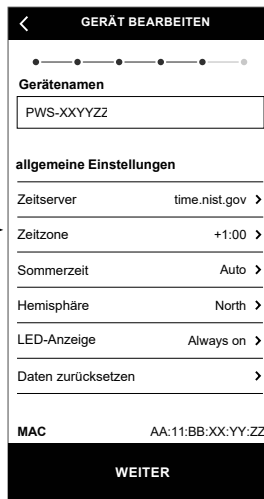 GERÄT BEARBEITEN
Gerätenamen
PWS-XXYYZZ
allgemeine Einstellungen
Zeitserver time.nist.gov
Zeitzone +1:00
Sommerzeit Auto
Hemisphäre North
LED-Anzeige Always on
Daten zurücksetzen
MAC AA:11:BB:XX:YY:ZZ
WEITER